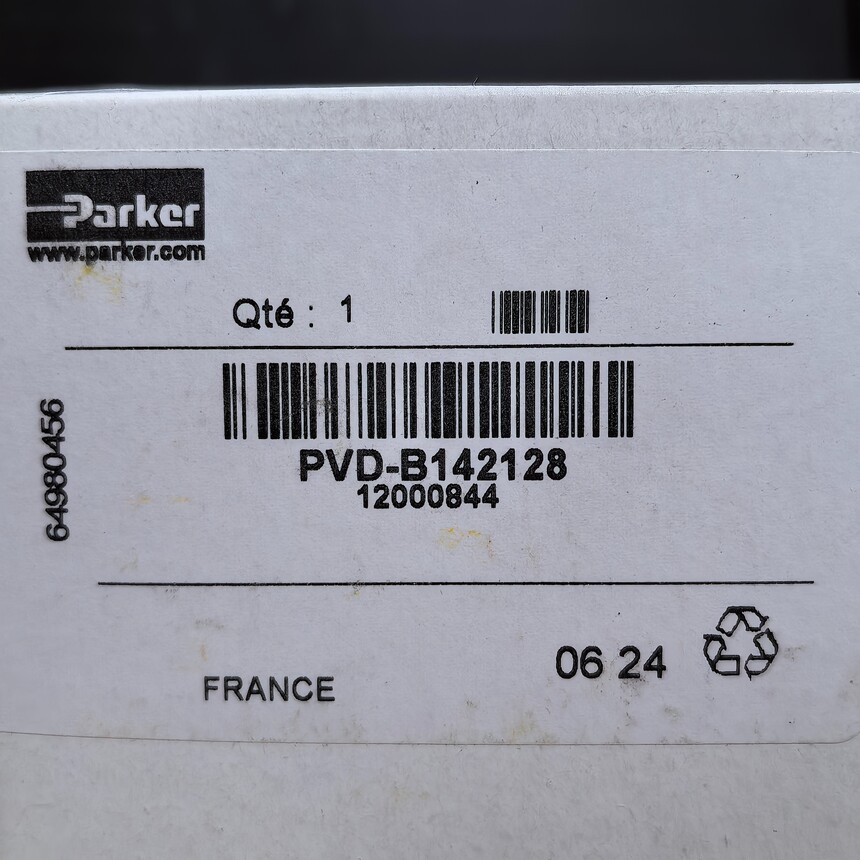 Parker
www.parker.com
Qté : 1
PVD-B142128
12000844
64980456
FRANCE
06 24